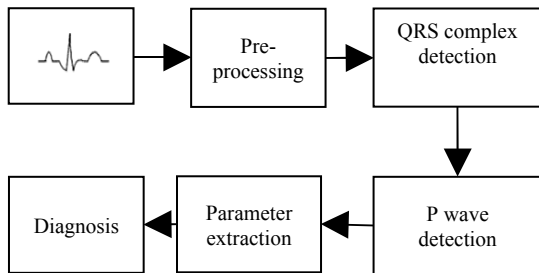 Pre-
processing
QRS complex
detection
P wave
detection
Parameter
extraction
Diagnosis